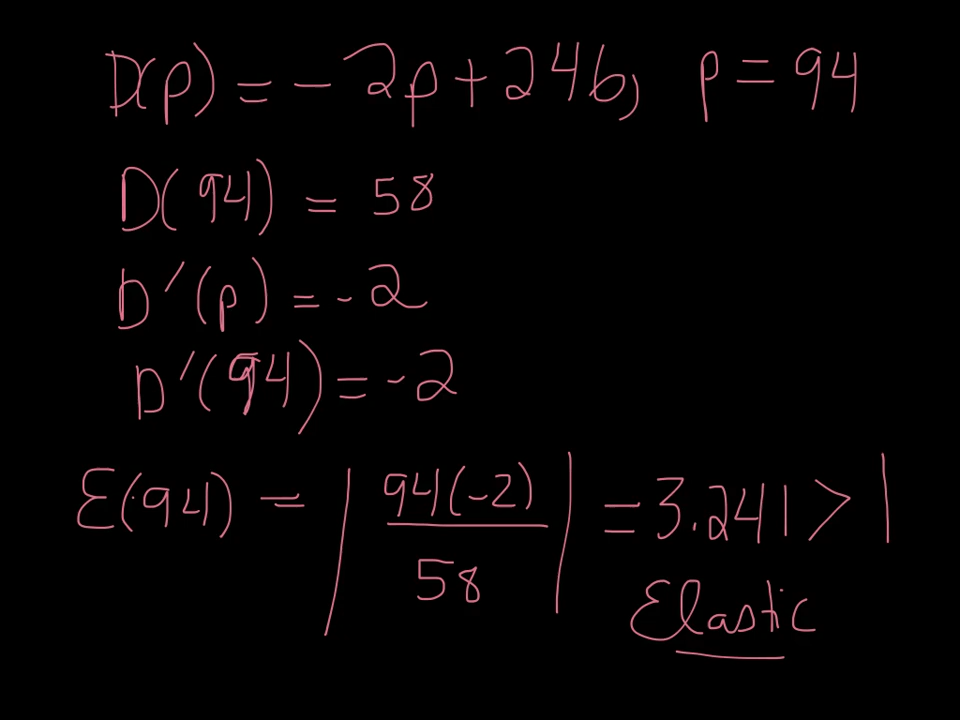 D(p) = -2p + 246, p = 94
D(94) = 58
D'(p) = -2
D'(94) = -2
E(94) = | 94(-2) / 58 | = 3.241 > 1
Elastic